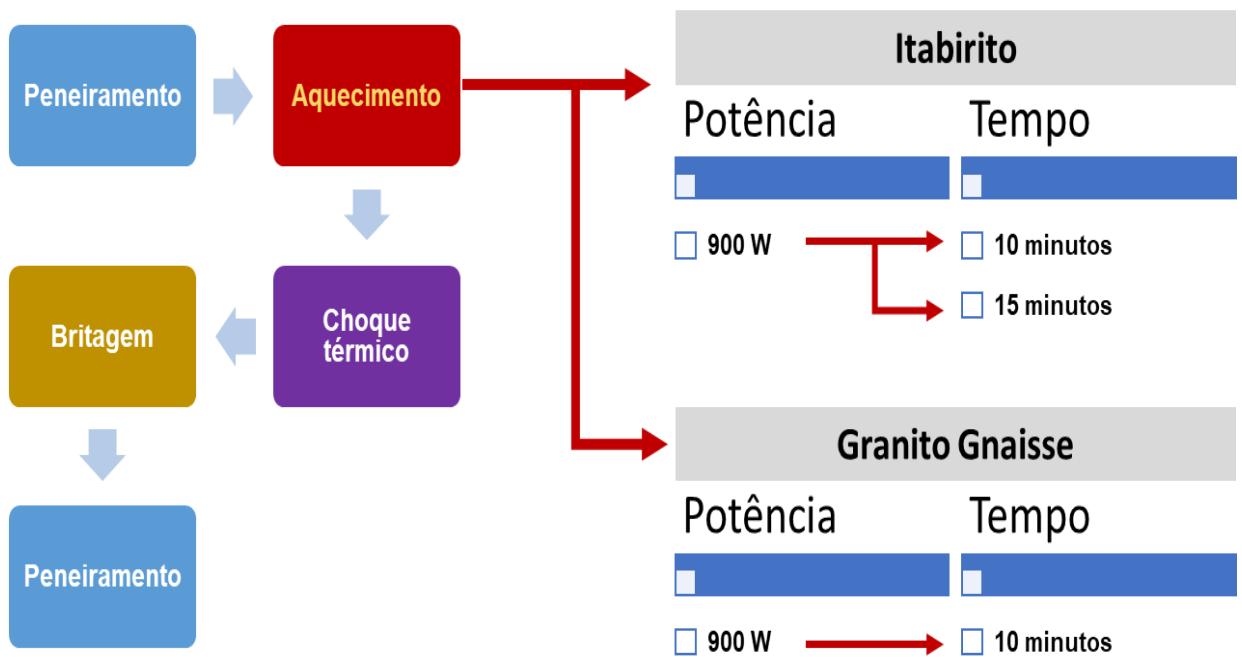 Peneiramento
Aquecimento
Choque
térmico
Britagem
Peneiramento
Itabirito
Potência
Tempo
900 W
10 minutos
15 minutos
Granito Gnaisse
Potência
Tempo
900 W
10 minutos